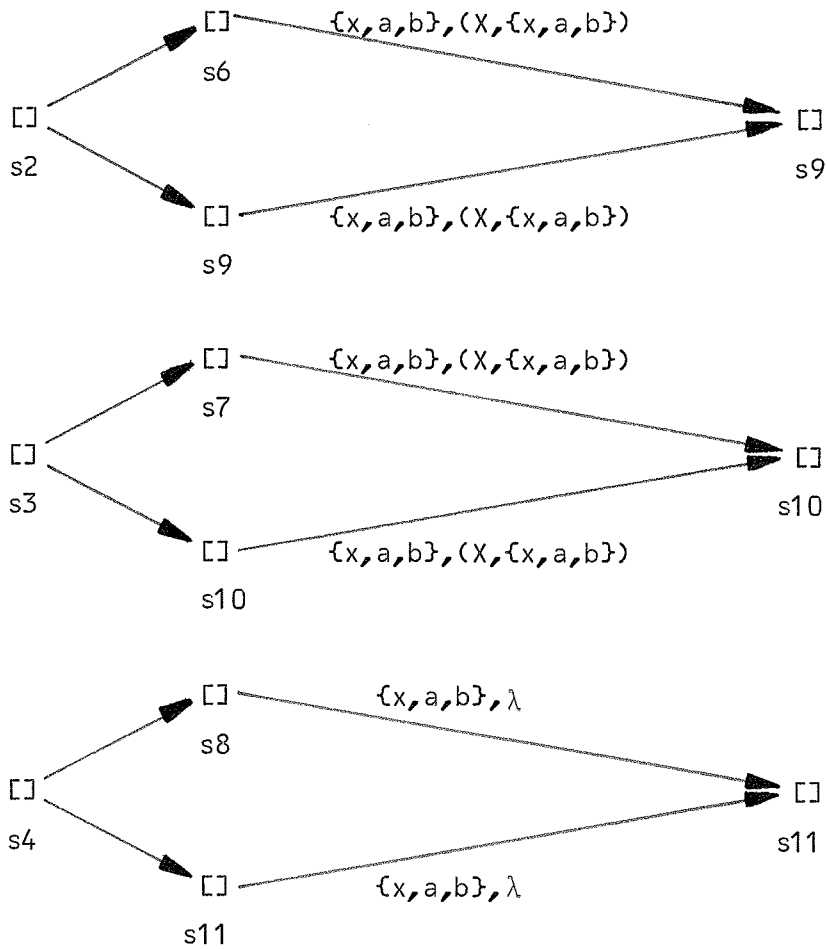 [] {x,a,b},(X,{x,a,b})
s6
[] []
s2 s9
[] {x,a,b},(X,{x,a,b})
s9
[] {x,a,b},(X,{x,a,b})
s7
[] []
s3 s10
[] {x,a,b},(X,{x,a,b})
s10
[] {x,a,b},λ
s8
[] []
s4 s11
[] {x,a,b},λ
s11